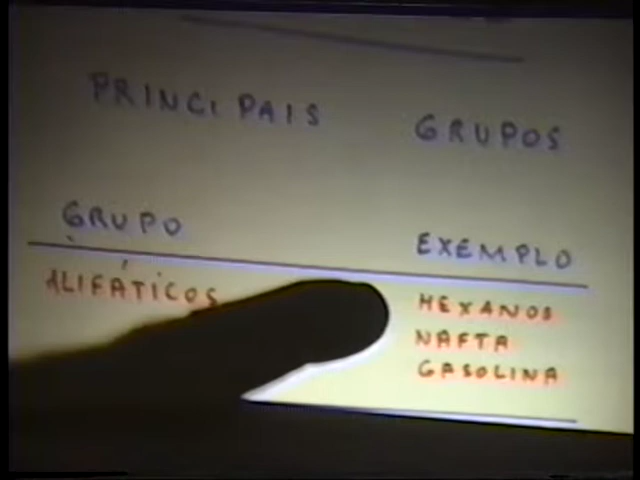 PRINCIPAIS GRUPOS
GRUPO EXEMPLO
ALIFÁTICOS HEXANOS
NAFTA
GASOLINA